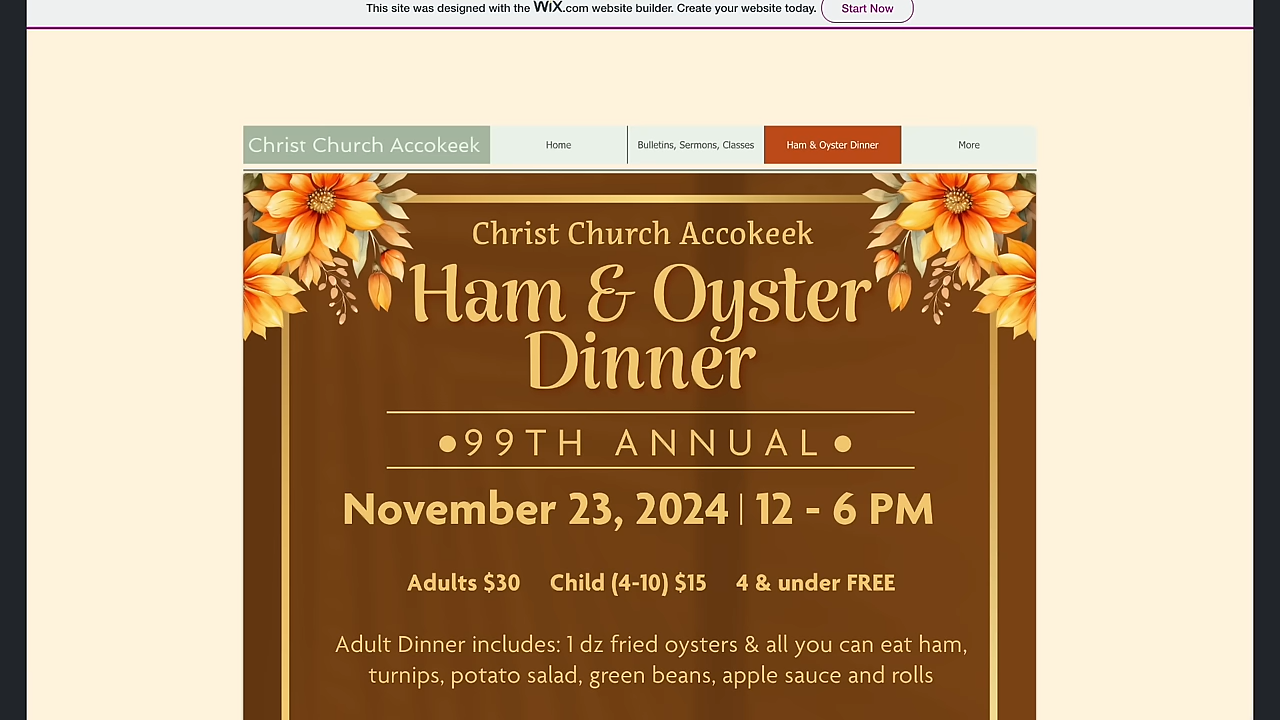 This site was designed with the WiX.com website builder. Create your website today. Start Now
Christ Church Accokeek
Home
Bulletins, Sermons, Classes
Ham & Oyster Dinner
More
Christ Church Accokeek
Ham & Oyster
Dinner
●99TH ANNUAL●
November 23, 2024 | 12 - 6 PM
Adults $30 Child (4-10) $15 4 & under FREE
Adult Dinner includes: 1 dz fried oysters & all you can eat ham,
turnips, potato salad, green beans, apple sauce and rolls